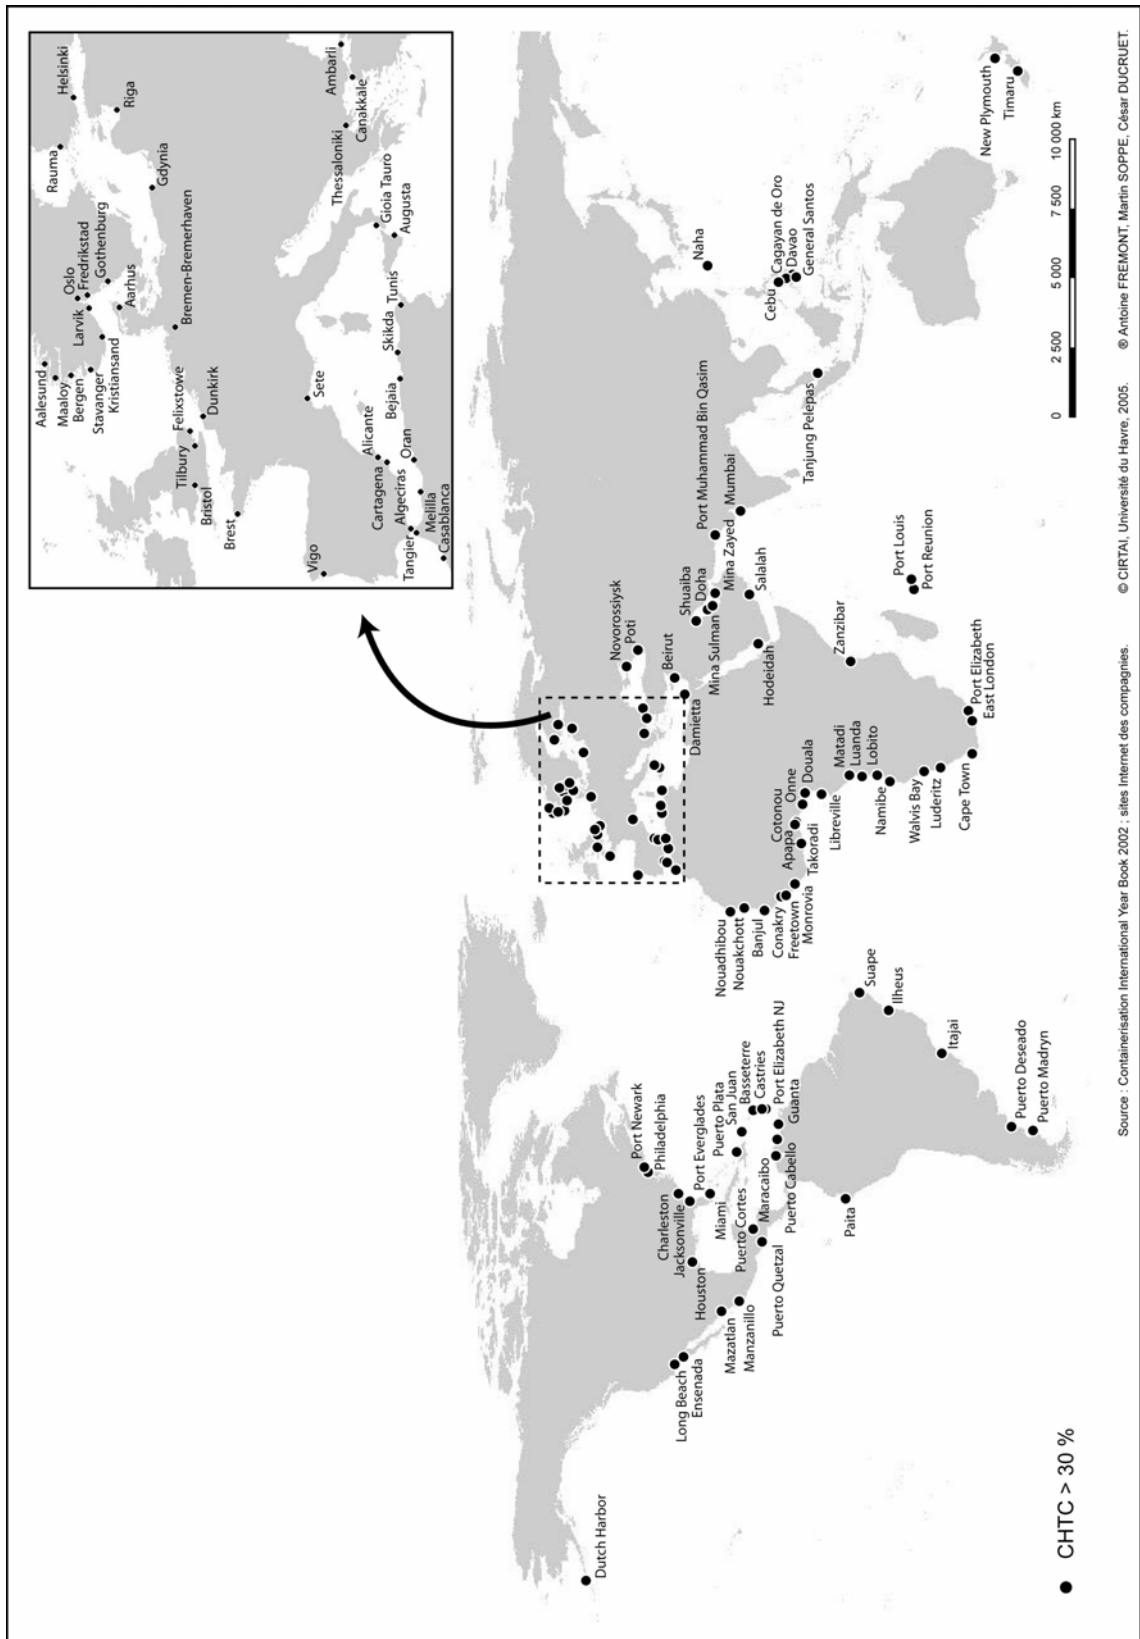 Aalesund
Maaloy
Bergen
Stavanger
Kristiansand
Larvik
Oslo
Fredrikstad
Gothenburg
Aarhus
Rauma
Helsinki
Riga
Gdynia
Bremen-Bremerhaven
Felixstowe
Dunkirk
Tilbury
Bristol
Brest
Vigo
Sete
Alicante
Cartagena
Algeciras
Tangier
Oran
Melilla
Casablanca
Bejaia
Skikda
Tunis
Thessaloniki
Gioia Tauro
Augusta
Ambarli
Canakkale
Dutch Harbor
Long Beach
Ensenada
Mazatlan
Manzanillo
Houston
Charleston
Jacksonville
Port Newark
Philadelphia
Port Everglades
Miami
Puerto Cortes
Puerto Quetzal
Maracaibo
Puerto Cabello
Puerto Plata
San Juan
Basseterre
Castries
Port Elizabeth NJ
Guanta
Paita
Suape
Ilheus
Itajai
Puerto Deseado
Puerto Madryn
Nouadhibou
Nouakchott
Banjul
Conakry
Freetown
Monrovia
Apapa
Takoradi
Cotonou
Onne
Douala
Libreville
Matadi
Luanda
Lobito
Namibe
Walvis Bay
Luderitz
Cape Town
Port Elizabeth
East London
Zanzibar
Port Louis
Port Reunion
Novorossiysk
Poti
Beirut
Damietta
Shuaiba
Doha
Mina Sulman
Mina Zayed
Salalah
Hodeidah
Port Muhammad Bin Qasim
Mumbai
Naha
Cebu
Cagayan de Oro
Davao
General Santos
Tanjung Pelepas
New Plymouth
Timaru
0 2 500 5 000 7 500 10 000 km
CHTC > 30 %
Source : Containerisation International Year Book 2002 ; sites Internet des compagnies. © CIRTAI, Université du Havre, 2005. ® Antoine FREMONT, Martin SOPPE, César DUCRUET.